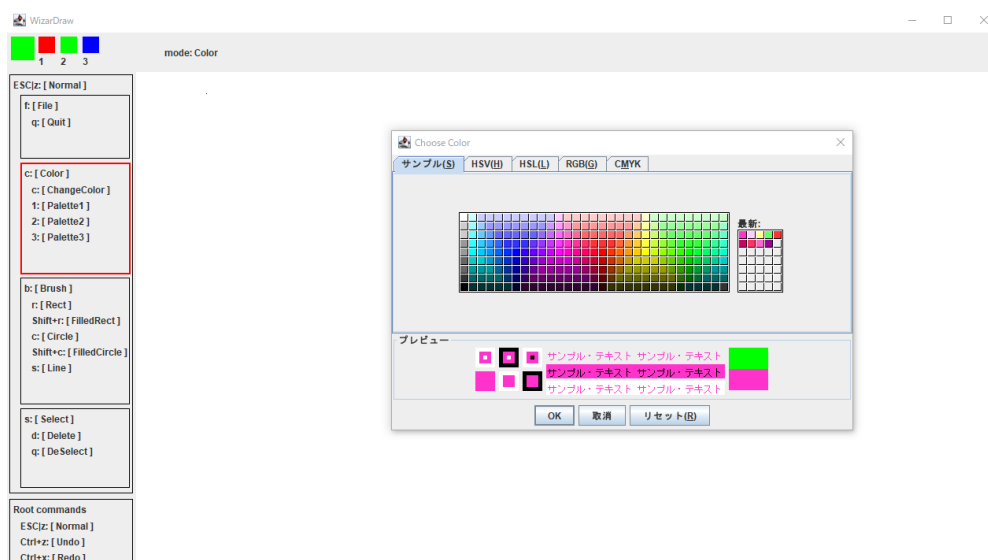 WizarDraw
1 2 3
mode: Color
ESC|z: [ Normal ]
f: [ File ]
q: [ Quit ]
c: [ Color ]
c: [ ChangeColor ]
1: [ Palette1 ]
2: [ Palette2 ]
3: [ Palette3 ]
b: [ Brush ]
r: [ Rect ]
Shift+r: [ FilledRect ]
c: [ Circle ]
Shift+c: [ FilledCircle ]
s: [ Line ]
s: [ Select ]
d: [ Delete ]
q: [ DeSelect ]
Root commands
ESC|z: [ Normal ]
Ctrl+z: [ Undo ]
Ctrl+x: [ Redo ]
Choose Color
サンプル(S) HSV(H) HSL(L) RGB(G) CMYK
最新:
プレビュー
サンプル・テキスト サンプル・テキスト
サンプル・テキスト サンプル・テキスト
サンプル・テキスト サンプル・テキスト
OK 取消 リセット(R)